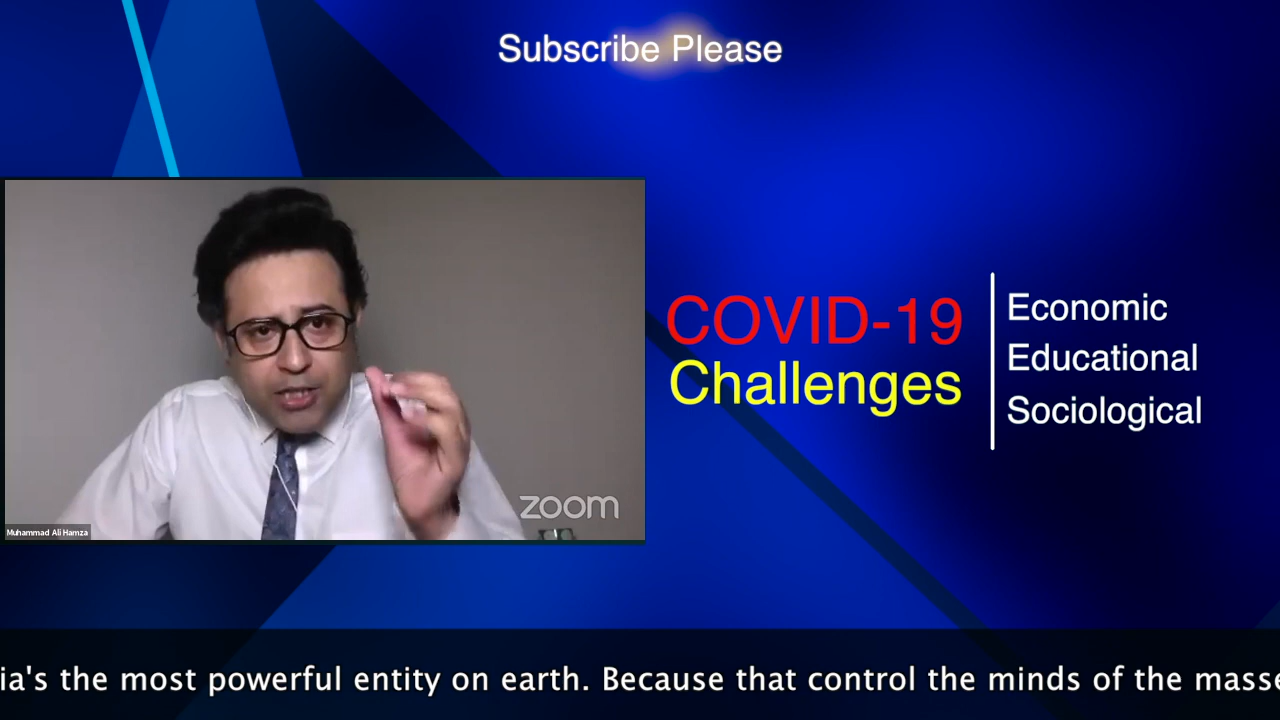 Subscribe Please
COVID-19
Challenges
Economic
Educational
Sociological
zoom
Muhammad Ali Hamza
ia's the most powerful entity on earth. Because that control the minds of the masse